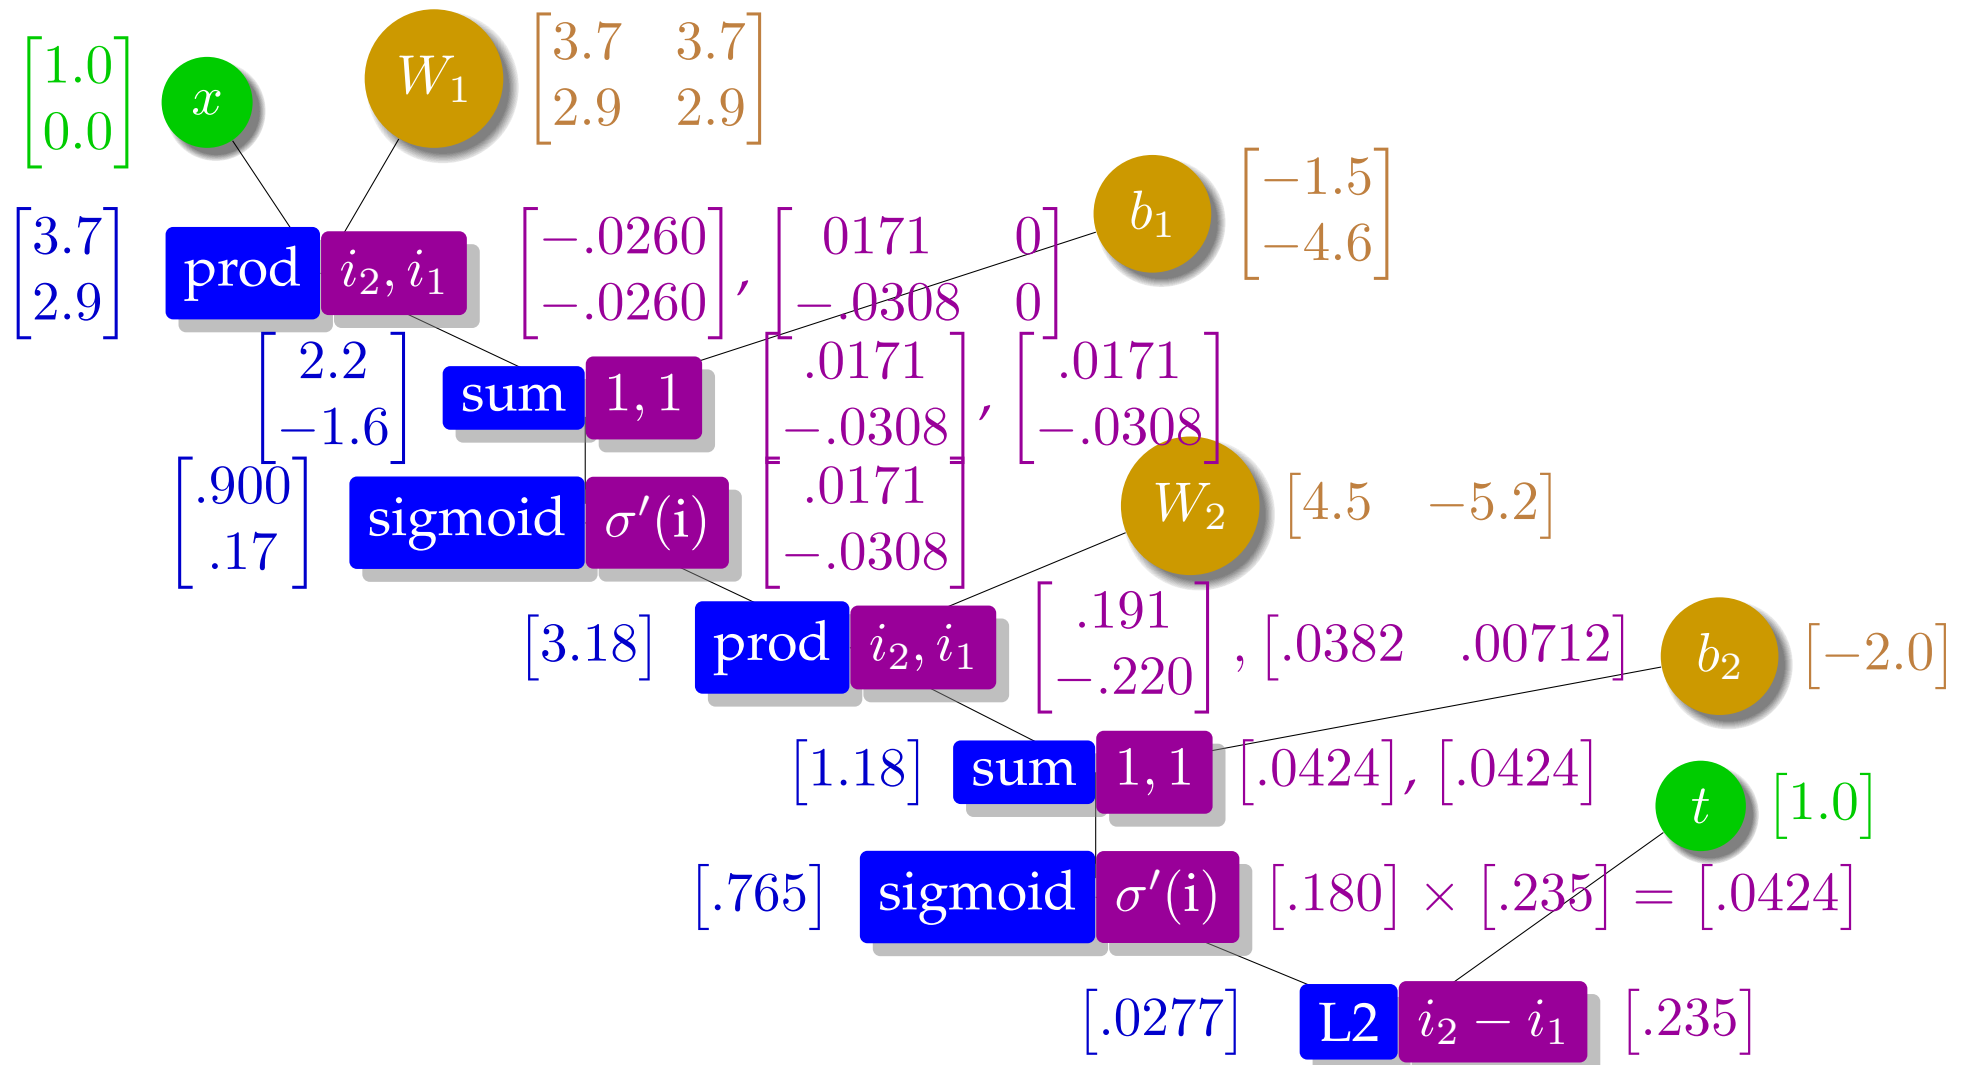 [1.0 0.0] x W₁ [3.7 3.7 2.9 2.9]
[3.7 2.9] prod i₂, i₁ [−.0260 −.0260], [0171 0 −.0308 0] b₁ [−1.5 −4.6]
[2.2 −1.6] sum 1, 1 [.0171 −.0308], [.0171 −.0308]
[.900 .17] sigmoid σ′(i) [.0171 −.0308] W₂ [4.5 −5.2]
[3.18] prod i₂, i₁ [.191 −.220], [.0382 .00712] b₂ [−2.0]
[1.18] sum 1, 1 [.0424], [.0424] t [1.0]
[.765] sigmoid σ′(i) [.180] × [.235] = [.0424]
[.0277] L2 i₂ − i₁ [.235]